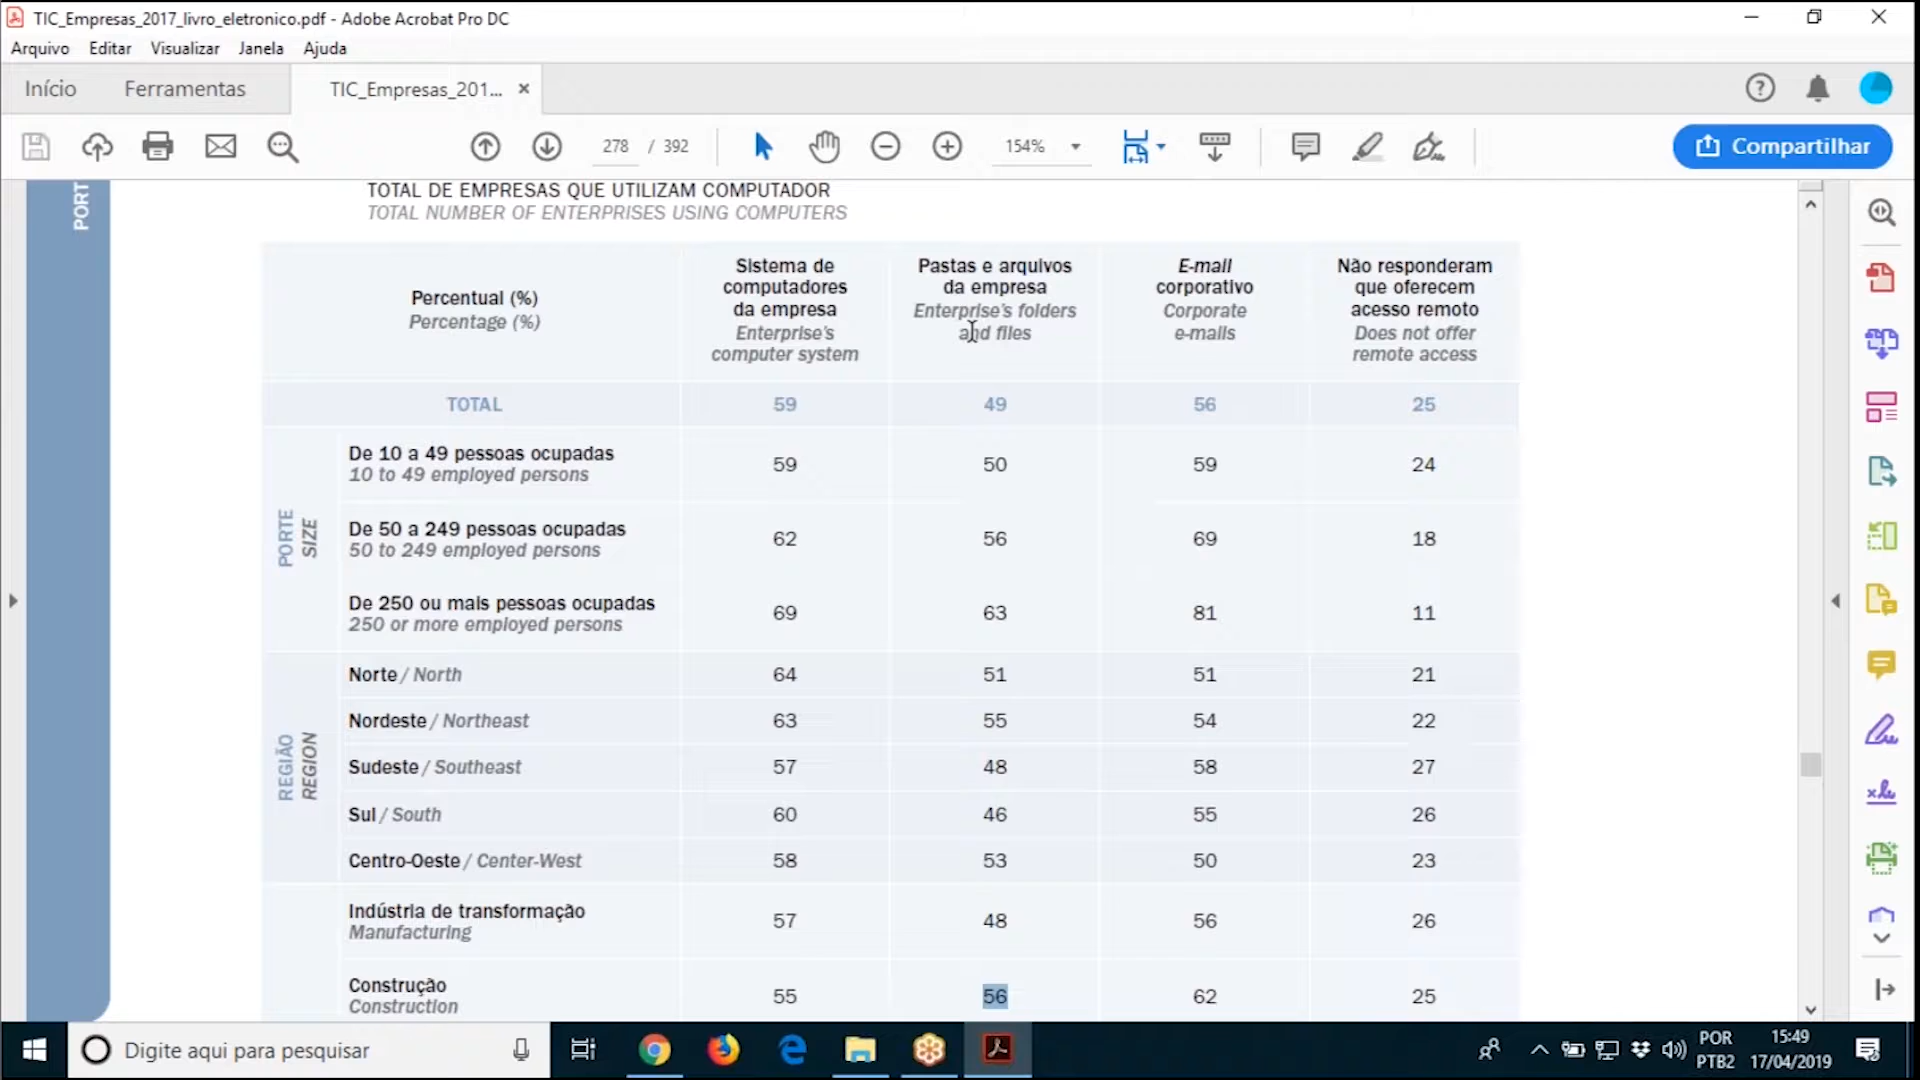 TIC_Empresas_2017_livro_eletronico.pdf - Adobe Acrobat Pro DC
Arquivo Editar Visualizar Janela Ajuda
Início Ferramentas TIC_Empresas_201... ×
278 / 392 154% Compartilhar
PORT
TOTAL DE EMPRESAS QUE UTILIZAM COMPUTADOR
TOTAL NUMBER OF ENTERPRISES USING COMPUTERS
Percentual (%)
Percentage (%)
Sistema de
computadores
da empresa
Enterprise's
computer system
Pastas e arquivos
da empresa
Enterprise's folders
and files
E-mail
corporativo
Corporate
e-mails
Não responderam
que oferecem
acesso remoto
Does not offer
remote access
TOTAL 59 49 56 25
PORTE
SIZE
De 10 a 49 pessoas ocupadas
10 to 49 employed persons
59 50 59 24
De 50 a 249 pessoas ocupadas
50 to 249 employed persons
62 56 69 18
De 250 ou mais pessoas ocupadas
250 or more employed persons
69 63 81 11
REGIÃO
REGION
Norte / North 64 51 51 21
Nordeste / Northeast 63 55 54 22
Sudeste / Southeast 57 48 58 27
Sul / South 60 46 55 26
Centro-Oeste / Center-West 58 53 50 23
Indústria de transformação
Manufacturing
57 48 56 26
Construção
Construction
55 56 62 25
Digite aqui para pesquisar
POR
PTB2
15:49
17/04/2019